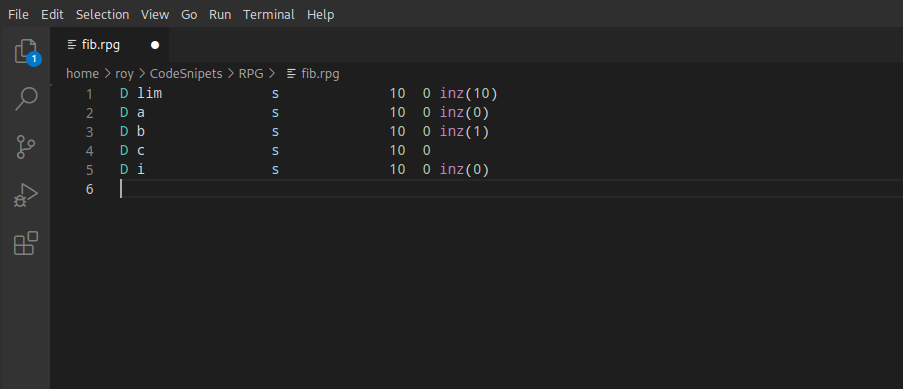 File Edit Selection View Go Run Terminal Help
1
fib.rpg
home > roy > CodeSnipets > RPG > fib.rpg
1 D lim             s             10  0 inz(10)
2 D a               s             10  0 inz(0)
3 D b               s             10  0 inz(1)
4 D c               s             10  0
5 D i               s             10  0 inz(0)
6